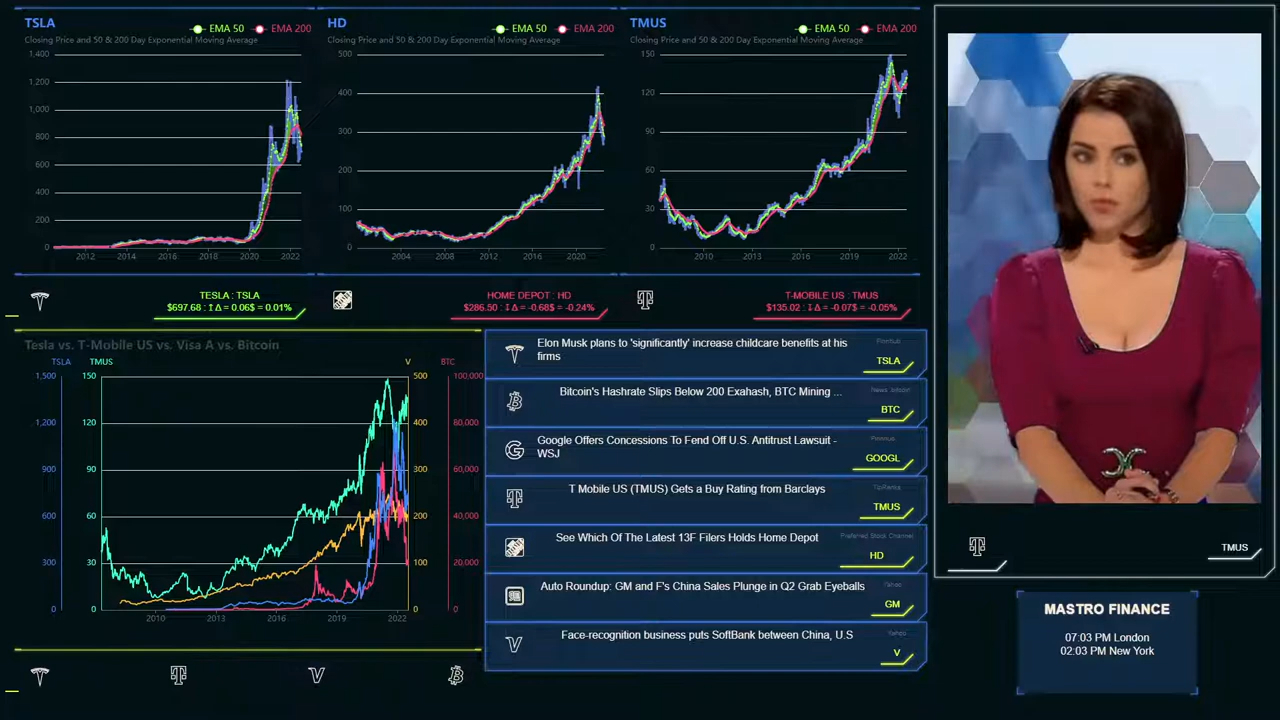 TSLA
EMA 50
EMA 200
Closing Price and 50 & 200 Day Exponential Moving Average
1,400
1,200
1,000
800
600
400
200
0
2012
2014
2016
2018
2020
2022
HD
EMA 50
EMA 200
Closing Price and 50 & 200 Day Exponential Moving Average
500
400
300
200
100
0
2004
2008
2012
2016
2020
TMUS
EMA 50
EMA 200
Closing Price and 50 & 200 Day Exponential Moving Average
150
120
90
60
30
0
2010
2013
2016
2019
2022
TESLA : TSLA
$697.68 : I Δ = 0.06$ = 0.01%
HOME DEPOT : HD
$286.50 : I Δ = -0.68$ = -0.24%
T-MOBILE US : TMUS
$135.02 : I Δ = -0.07$ = -0.05%
Tesla vs. T-Mobile US vs. Visa A vs. Bitcoin
TSLA
TMUS
V
BTC
1,500
1,200
900
600
300
0
150
120
90
60
30
0
500
400
300
200
100
0
100,000
80,000
60,000
40,000
20,000
0
2010
2013
2016
2019
2022
Elon Musk plans to 'significantly' increase childcare benefits at his
firms
Finnhub
TSLA
Bitcoin's Hashrate Slips Below 200 Exahash, BTC Mining ...
BTC
Google Offers Concessions To Fend Off U.S. Antitrust Lawsuit -
WSJ
Finnhub
GOOGL
T Mobile US (TMUS) Gets a Buy Rating from Barclays
TipRanks
TMUS
See Which Of The Latest 13F Filers Holds Home Depot
Preferred Stock Channel
HD
Auto Roundup: GM and F's China Sales Plunge in Q2 Grab Eyeballs
Yahoo
GM
Face-recognition business puts SoftBank between China, U.S
Yahoo
V
TMUS
MASTRO FINANCE
07:03 PM London
02:03 PM New York